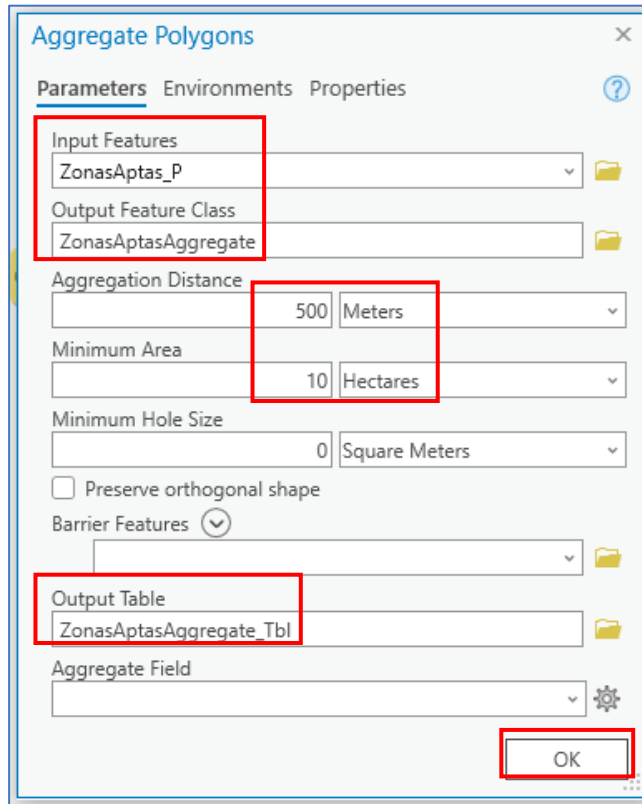 Aggregate Polygons
Parameters Environments Properties
Input Features
ZonasAptas_P
Output Feature Class
ZonasAptasAggregate
Aggregation Distance
500 Meters
Minimum Area
10 Hectares
Minimum Hole Size
0 Square Meters
Preserve orthogonal shape
Barrier Features
Output Table
ZonasAptasAggregate_Tbl
Aggregate Field
OK